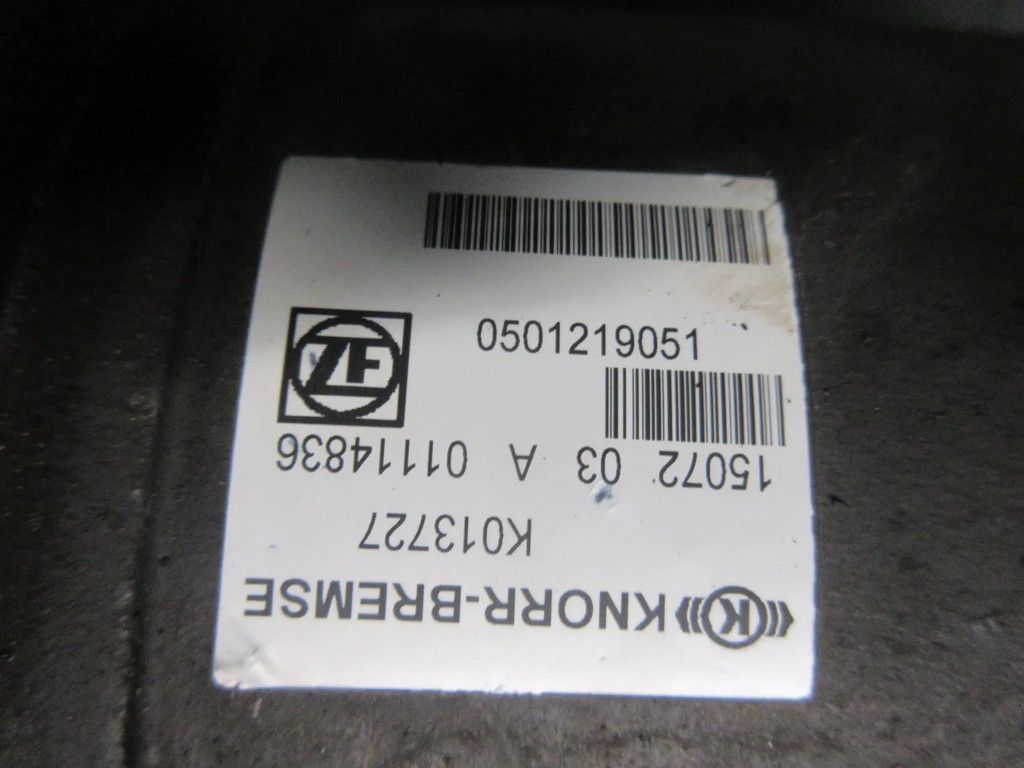 KNORR-BREMSE
K013727
15072 03 A 01114836
ZF
0501219051